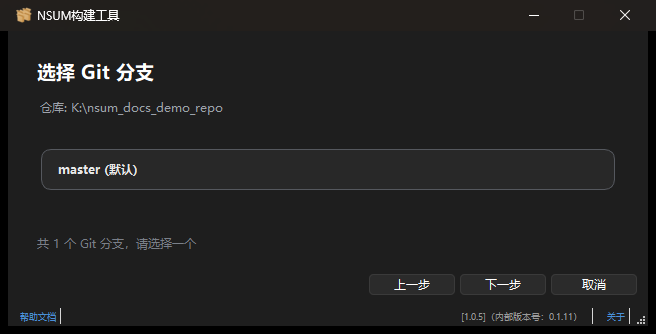 NSUM构建工具
选择 Git 分支
仓库: K:\nsum_docs_demo_repo
master (默认)
共 1 个 Git 分支，请选择一个
上一步 下一步 取消
帮助文档 [1.0.5]（内部版本号：0.1.11） 关于